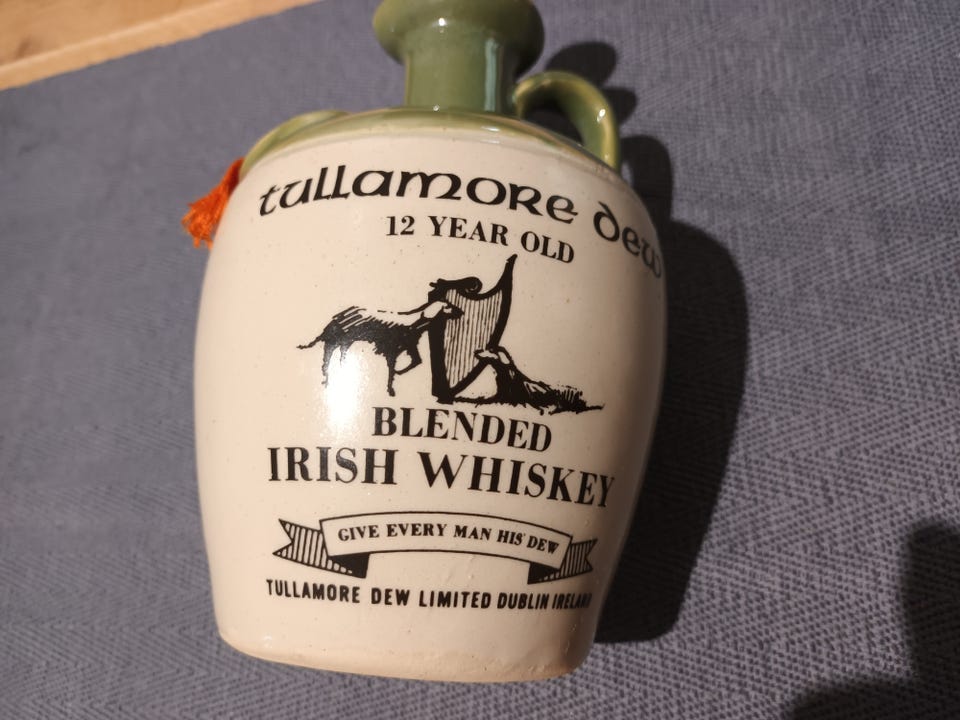 tullamore dew
12 YEAR OLD
BLENDED
IRISH WHISKEY
GIVE EVERY MAN HIS DEW
TULLAMORE DEW LIMITED DUBLIN IRELAND